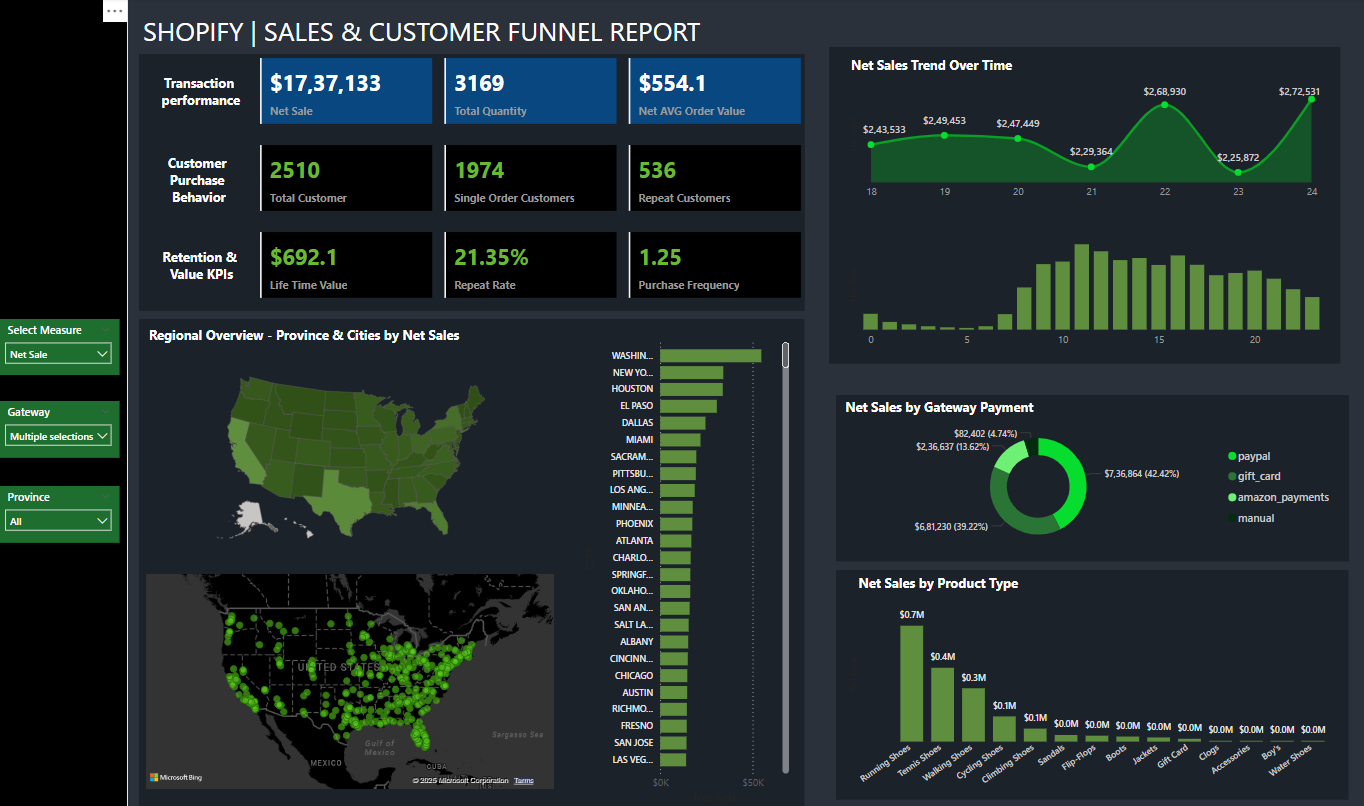 SHOPIFY | SALES & CUSTOMER FUNNEL REPORT
Transaction
performance
$17,37,133
Net Sale
3169
Total Quantity
$554.1
Net AVG Order Value
Customer
Purchase
Behavior
2510
Total Customer
1974
Single Order Customers
536
Repeat Customers
Retention &
Value KPIs
$692.1
Life Time Value
21.35%
Repeat Rate
1.25
Purchase Frequency
Select Measure
Net Sale
Gateway
Multiple selections
Province
All
Regional Overview - Province & Cities by Net Sales
WASHIN...
NEW YO...
HOUSTON
EL PASO
DALLAS
MIAMI
SACRAM...
PITTSBU...
LOS ANG...
MINNEA...
PHOENIX
ATLANTA
CHARLO...
SPRINGF...
OKLAHO...
SAN AN...
SALT LA...
ALBANY
CINCINN...
CHICAGO
AUSTIN
RICHMO...
FRESNO
SAN JOSE
LAS VEG...
$0K
$50K
UNITED STATES
MEXICO
Gulf of
Mexico
CUBA
Sargasso Sea
Microsoft Bing
© 2025 Microsoft Corporation
Terms
Net Sales Trend Over Time
$2,43,533
$2,49,453
$2,47,449
$2,29,364
$2,68,930
$2,25,872
$2,72,531
18
19
20
21
22
23
24
0
5
10
15
20
Net Sales by Gateway Payment
$82,402 (4.74%)
$2,36,637 (13.62%)
$7,36,864 (42.42%)
$6,81,230 (39.22%)
paypal
gift_card
amazon_payments
manual
Net Sales by Product Type
$0.7M
$0.4M
$0.3M
$0.1M
$0.1M
$0.0M
$0.0M
$0.0M
$0.0M
$0.0M
$0.0M
$0.0M
$0.0M
$0.0M
Running Shoes
Tennis Shoes
Walking Shoes
Cycling Shoes
Climbing Shoes
Sandals
Flip-Flops
Boots
Jackets
Gift Card
Clogs
Accessories
Boy's
Water Shoes